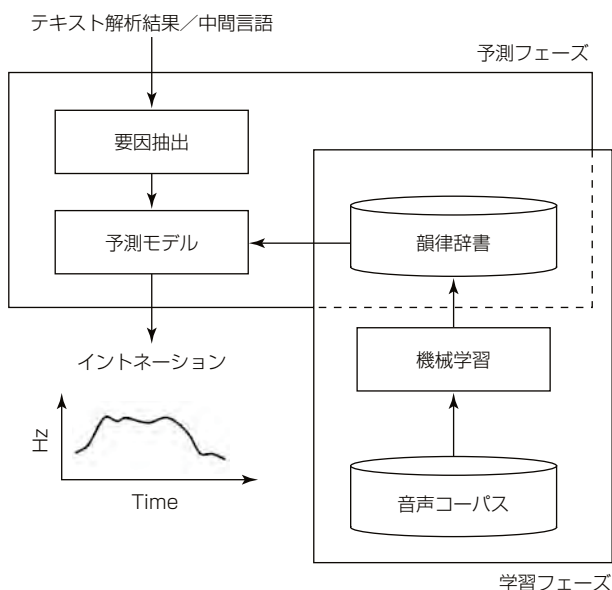 テキスト解析結果／中間言語
予測フェーズ
要因抽出
予測モデル
韻律辞書
イントネーション
機械学習
Hz
Time
音声コーパス
学習フェーズ